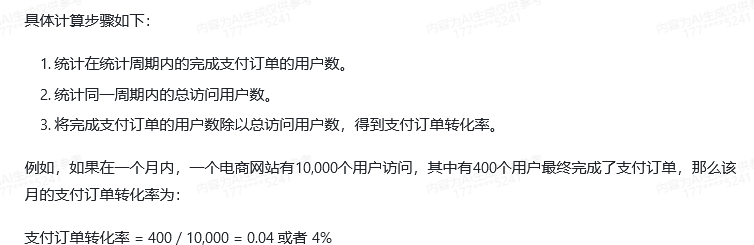 具体计算步骤如下：
1. 统计在统计周期内的完成支付订单的用户数。
2. 统计同一周期内的总访问用户数。
3. 将完成支付订单的用户数除以总访问用户数，得到支付订单转化率。
例如，如果在一个月内，一个电商网站有10,000个用户访问，其中有400个用户最终完成了支付订单，那么该
月的支付订单转化率为：
支付订单转化率 = 400 / 10,000 = 0.04 或者 4%